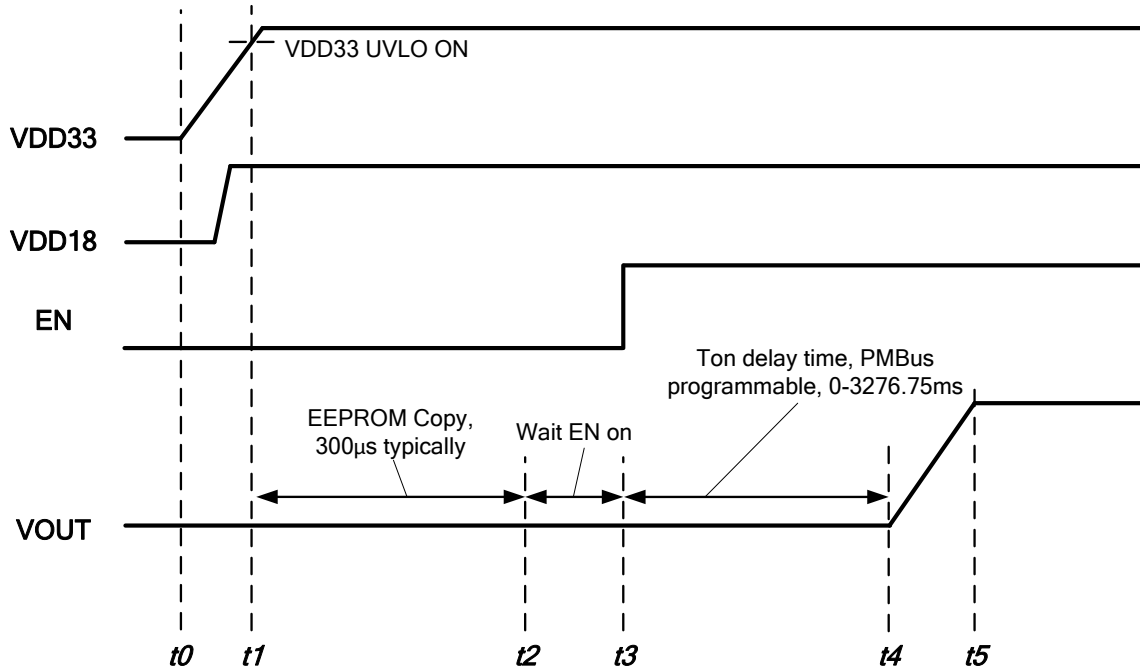 VDD33 UVLO ON
VDD33
VDD18
EN
Ton delay time, PMBus
programmable, 0-3276.75ms
EEPROM Copy,
300µs typically
Wait EN on
VOUT
t0
t1
t2
t3
t4
t5